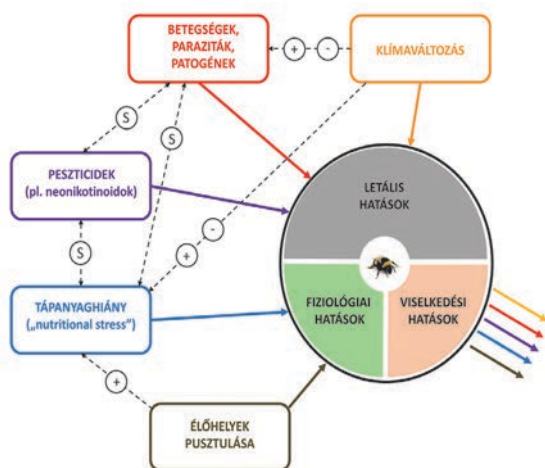 BETEGSÉGEK,
PARAZITÁK,
PATOGÉNEK
+
-
KLÍMAVÁLTOZÁS
S
S
PESZTICIDEK
(pl. neonikotinoidok)
LETÁLIS
HATÁSOK
S
+
-
TÁPANYAGHIÁNY
(„nutritional stress”)
FIZIOLÓGIAI
HATÁSOK
VISELKEDÉSI
HATÁSOK
+
ÉLŐHELYEK
PUSZTULÁSA